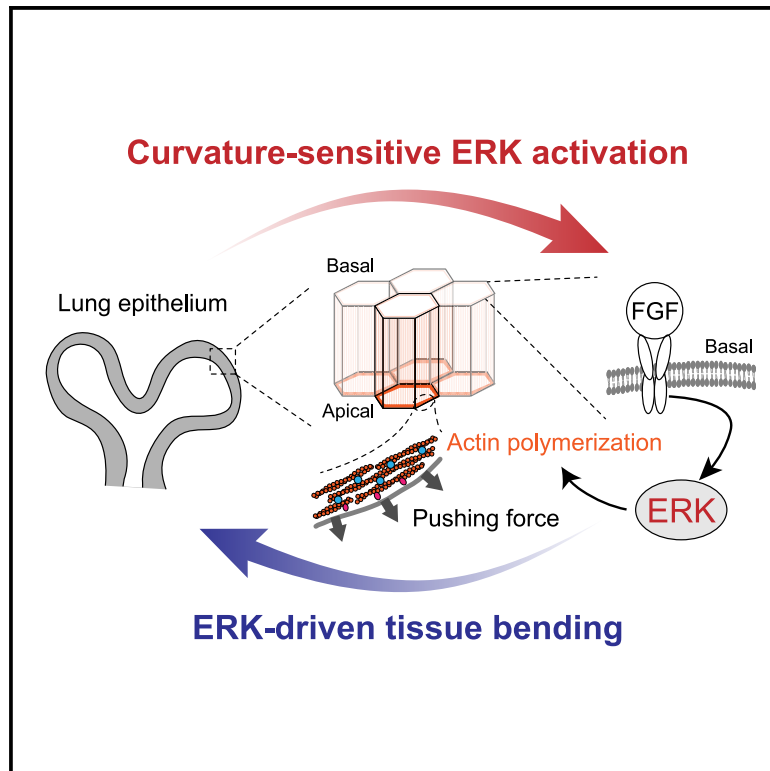 Curvature-sensitive ERK activation
Basal
Lung epithelium
FGF
Basal
Apical
Actin polymerization
Pushing force
ERK
ERK-driven tissue bending